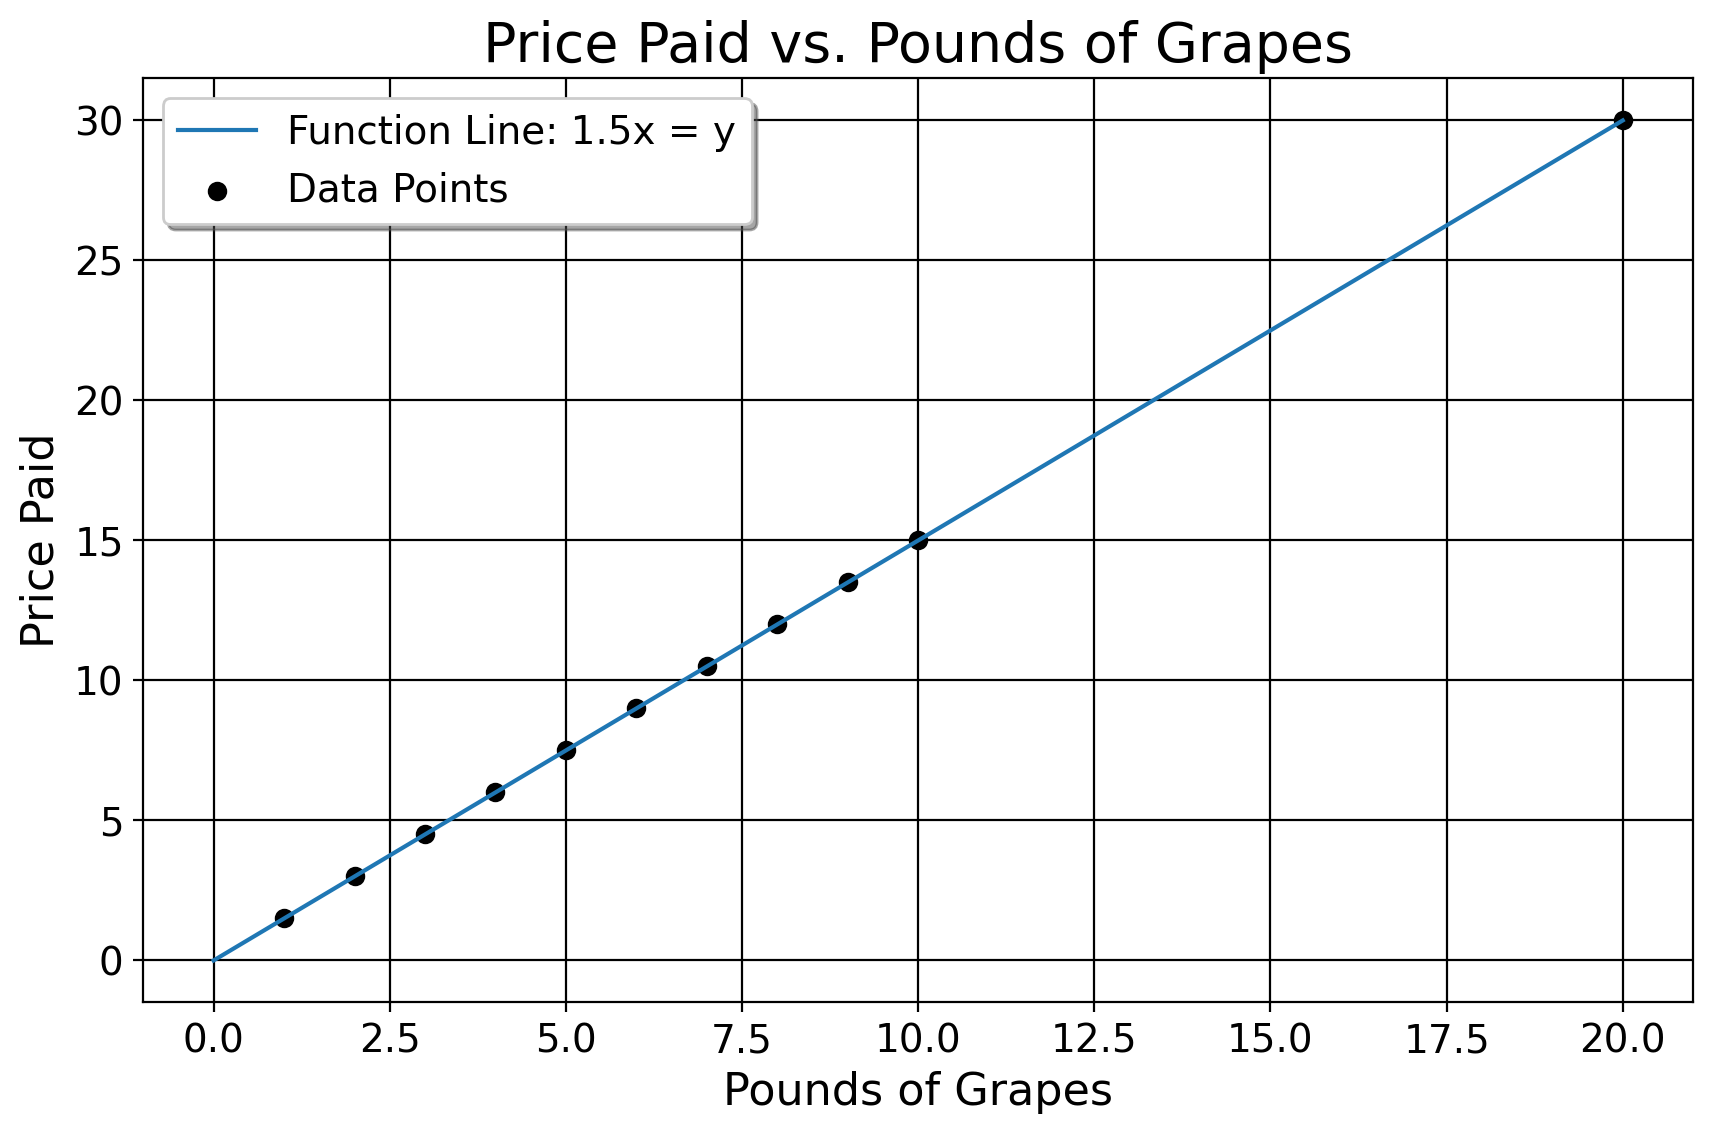 Price Paid vs. Pounds of Grapes
Function Line: 1.5x = y
Data Points
30
25
20
15
10
5
0
Price Paid
0.0 2.5 5.0 7.5 10.0 12.5 15.0 17.5 20.0
Pounds of Grapes